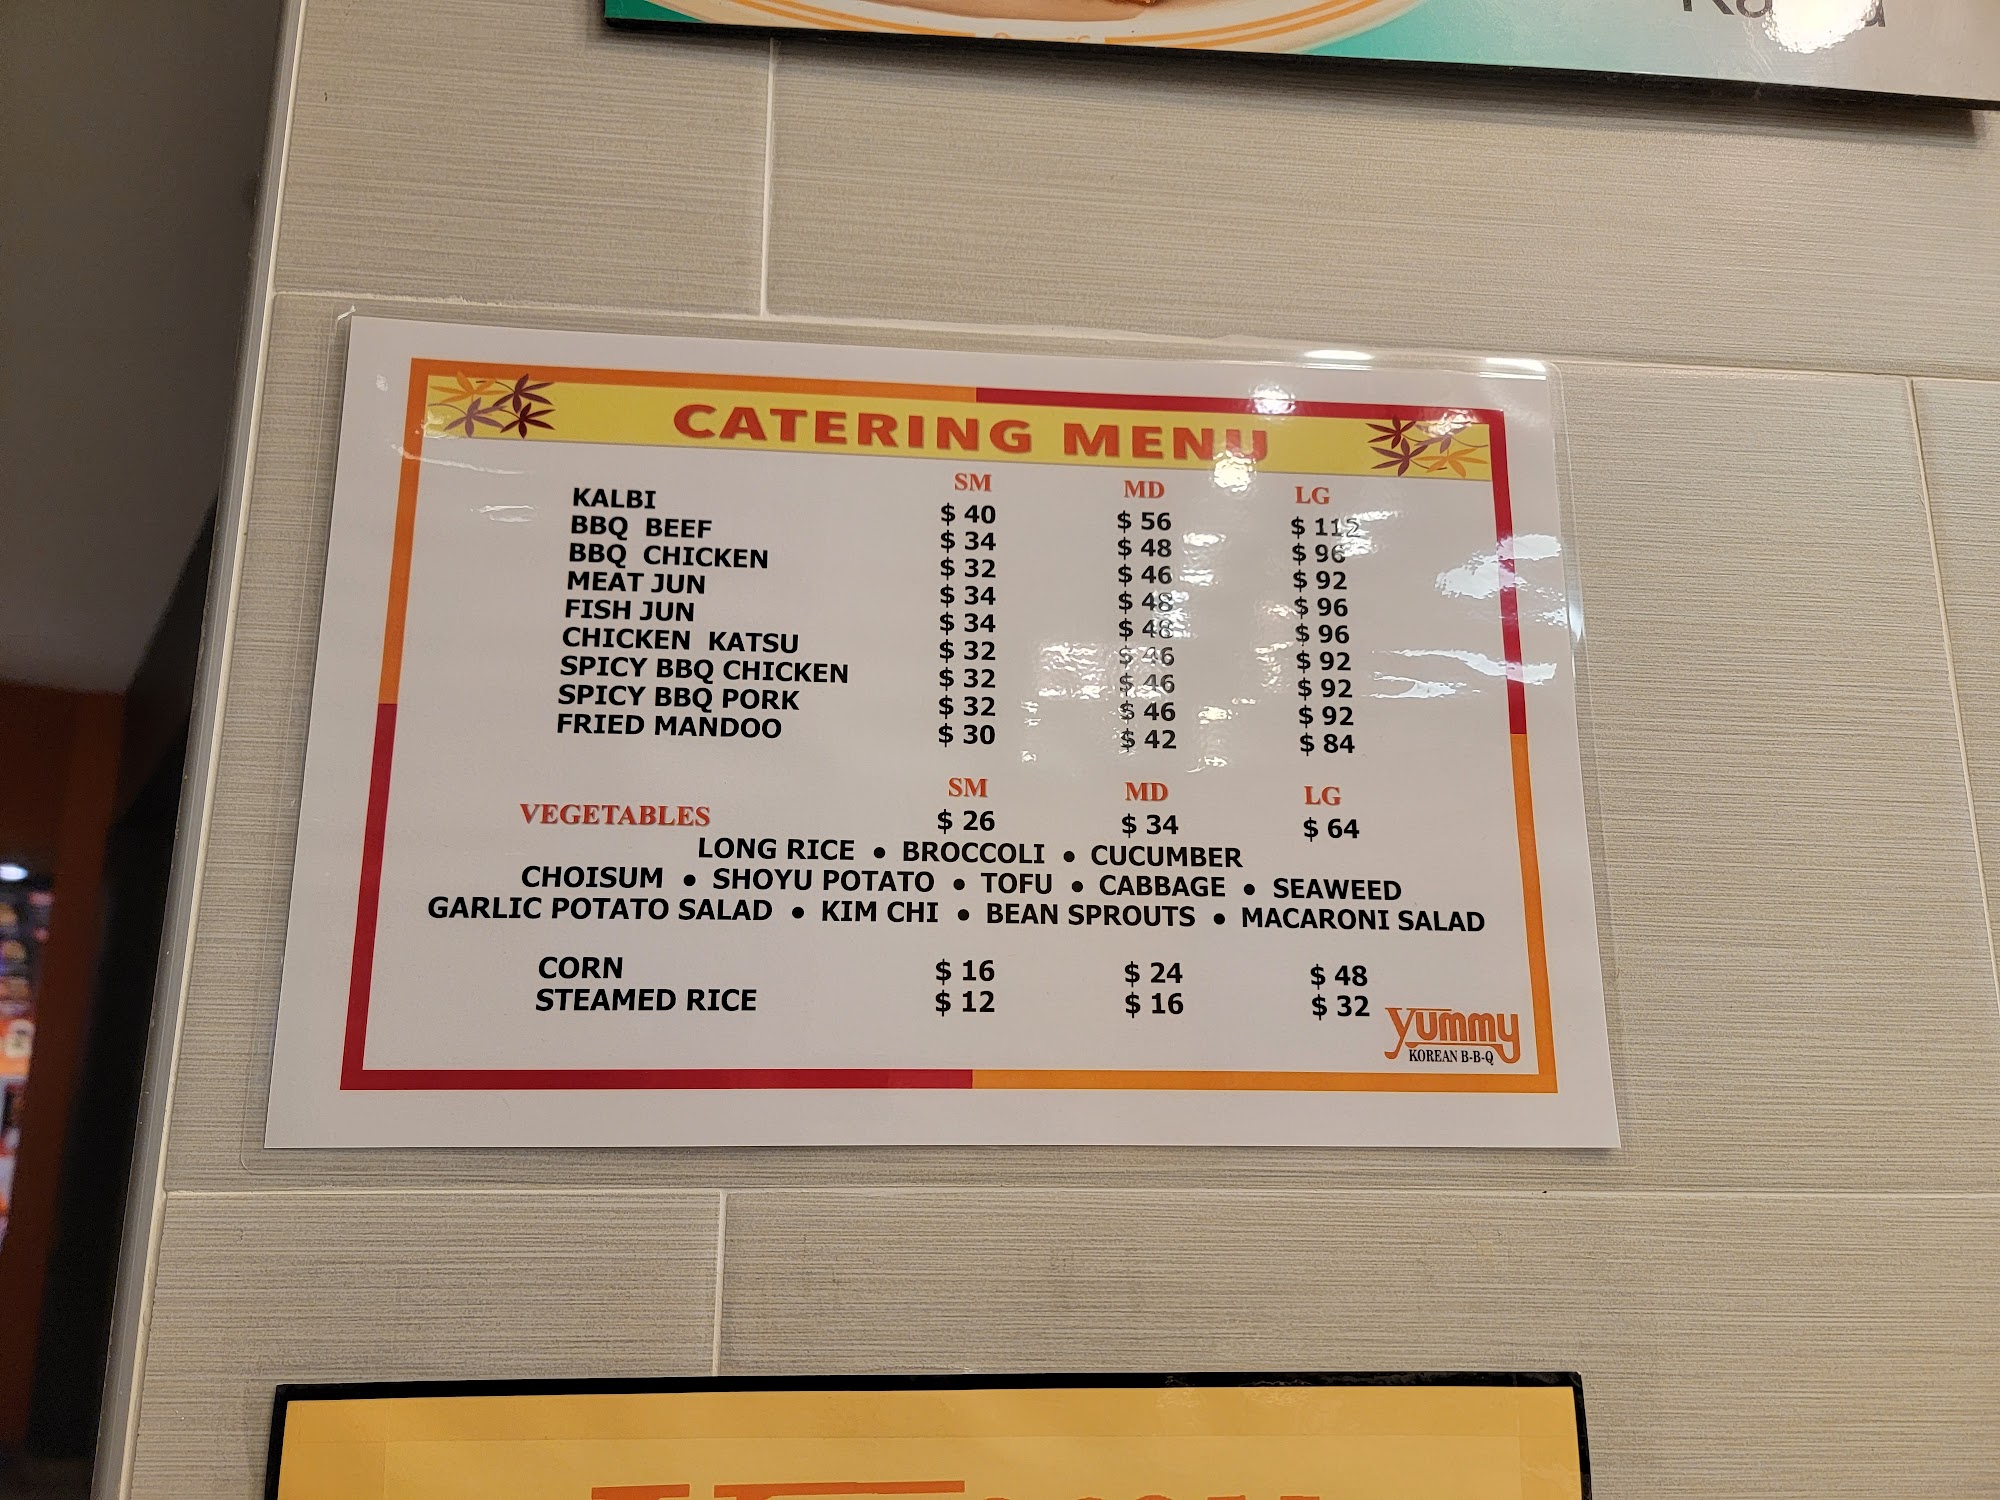 CATERING MENU
SM MD LG
KALBI $ 40 $ 56 $ 112
BBQ BEEF $ 34 $ 48 $ 96
BBQ CHICKEN $ 32 $ 46 $ 92
MEAT JUN $ 34 $ 48 $ 96
FISH JUN $ 34 $ 48 $ 96
CHICKEN KATSU $ 32 $ 46 $ 92
SPICY BBQ CHICKEN $ 32 $ 46 $ 92
SPICY BBQ PORK $ 32 $ 46 $ 92
FRIED MANDOO $ 30 $ 42 $ 84
SM MD LG
VEGETABLES $ 26 $ 34 $ 64
LONG RICE • BROCCOLI • CUCUMBER
CHOISUM • SHOYU POTATO • TOFU • CABBAGE • SEAWEED
GARLIC POTATO SALAD • KIM CHI • BEAN SPROUTS • MACARONI SALAD
CORN $ 16 $ 24 $ 48
STEAMED RICE $ 12 $ 16 $ 32
yummy
KOREAN B-B-Q